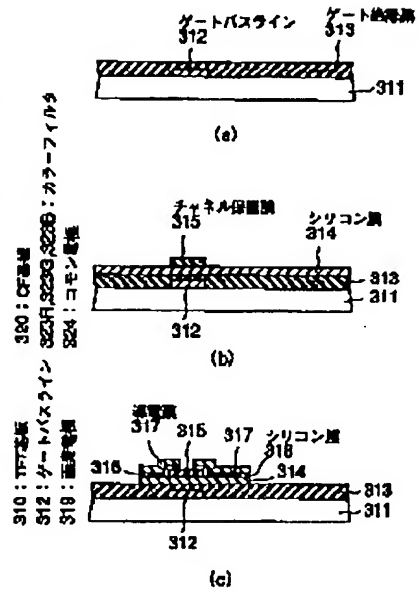 ゲートバスライン
312
ゲート絶縁膜
313
311
(a)
チャネル保護膜
315
シリコン膜
314
313
312
311
(b)
導電膜
317
315
317
シリコン膜
316
318
314
313
312
311
(c)
310：TFT基板
320：CF基板
312：ゲートバスライン
323R,323G,323B：カラーフィルタ
319：画素電極
324：コモン電極